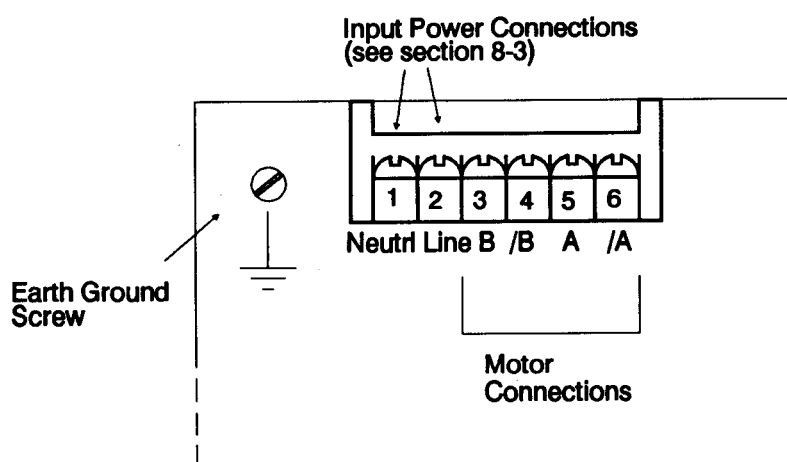 Input Power Connections
(see section 8-3)
1 2 3 4 5 6
Neutrl Line B /B A /A
Earth Ground
Screw
Motor
Connections